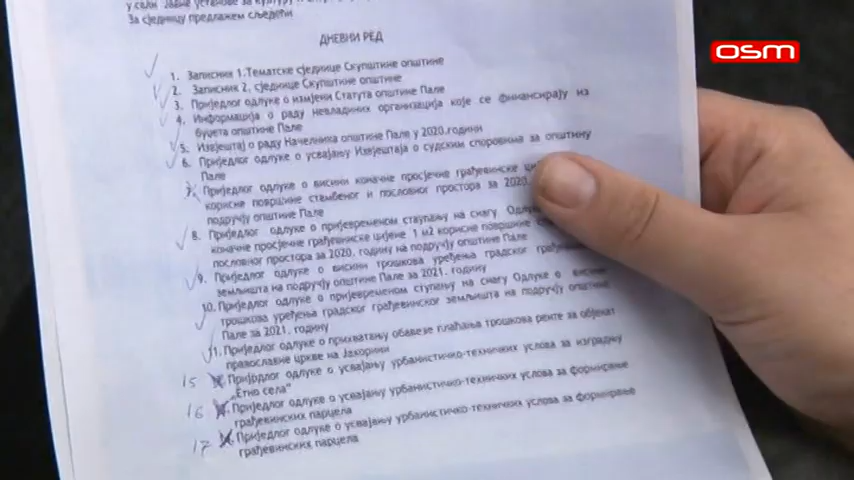 у сали Јавне установе за културу и
За сједницу предлажем сљедећи
ДНЕВНИ РЕД
osm
1. Записник 1.Тематске сједнице Скупштине општине
2. Записник 2. сједнице Скупштине општине
3. Приједлог одлуке о измјени Статута општине Пале
4. Информација о раду невладиних организација које се финансирају из
буџета општине Пале
5. Извјештај о раду Начелника општине Пале у 2020.години
6. Приједлог одлуке о усвајању Извјештаја о судским споровима за општину
Пале
7. Приједлог одлуке о висини коначне просјечне грађевинске
корисне површине стамбеног и пословног простора за 2020.
подручју општине Пале
8. Приједлог одлуке о пријевременом ступању на снагу
коначне просјечне грађевинске цијене 1 м2 корисне површине
пословног простора за 2020. годину на подручју општине Пале
9. Приједлог одлуке о висини трошкова уређења градског
земљишта на подручју општине Пале за 2021. годину
10. Приједлог одлуке о пријевременом ступању на снагу Одлуке о висини
трошкова уређења градског грађевинског земљишта на подручју општине
Пале за 2021. годину
11. Приједлог одлуке о прихватању обавезе плаћања трошкова ренте за објекат
православне цркве на Јахорини
15 Приједлог одлуке о усвајању урбанистичко-техничких услова за изградњу
„Етно села"
16 Приједлог одлуке о усвајању урбанистичко-техничких услова за формирање
грађевинских парцела
17 Приједлог одлуке о усвајању урбанистичко-техничких услова за формирање
грађевинских парцела